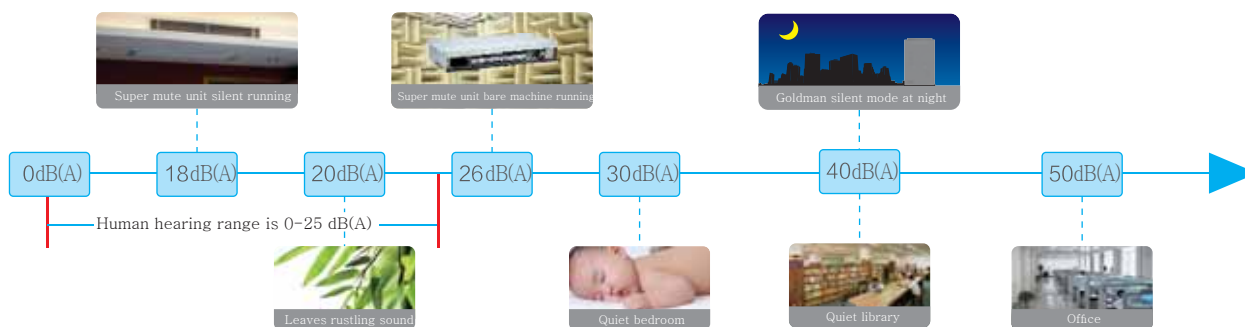 Super mute unit silent running
Super mute unit bare machine running
Goldman silent mode at night
0dB(A)
18dB(A)
20dB(A)
26dB(A)
30dB(A)
40dB(A)
50dB(A)
Human hearing range is 0-25 dB(A)
Leaves rustling sound
Quiet bedroom
Quiet library
Office